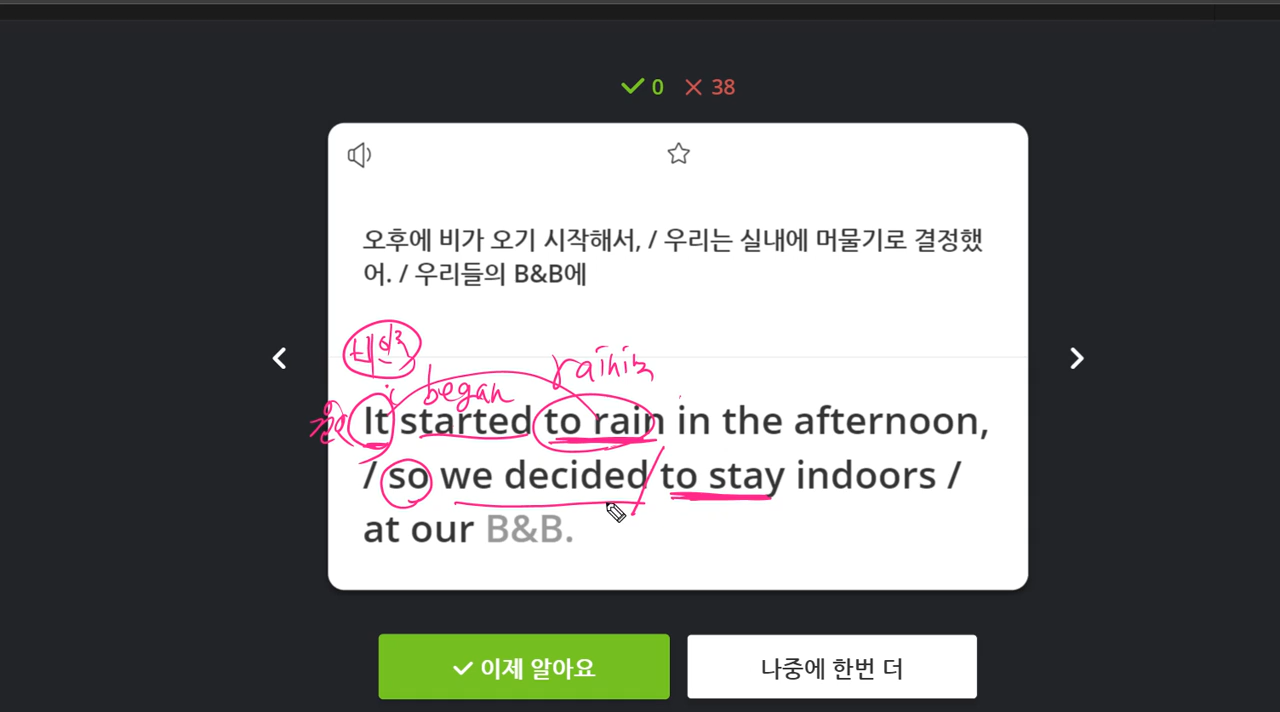 0 38
오후에 비가 오기 시작해서, / 우리는 실내에 머물기로 결정했
어. / 우리들의 B&B에
began
It started to rain in the afternoon,
/ so we decided to stay indoors /
at our B&B.
이제 알아요
나중에 한번 더